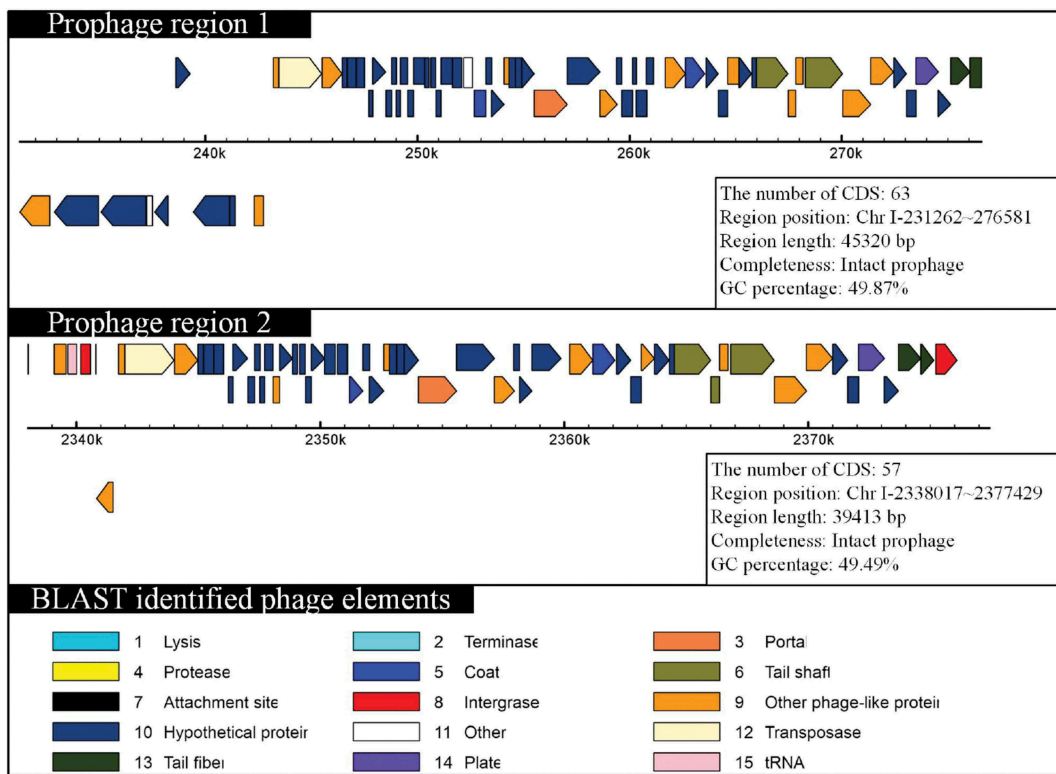 Prophage region 1
240k 250k 260k 270k
The number of CDS: 63
Region position: Chr I-231262~276581
Region length: 45320 bp
Completeness: Intact prophage
GC percentage: 49.87%
Prophage region 2
2340k 2350k 2360k 2370k
The number of CDS: 57
Region position: Chr I-2338017~2377429
Region length: 39413 bp
Completeness: Intact prophage
GC percentage: 49.49%
BLAST identified phage elements
1 Lysis 2 Terminase 3 Portal
4 Protease 5 Coat 6 Tail shaft
7 Attachment site 8 Intergrase 9 Other phage-like protein
10 Hypothetical protein 11 Other 12 Transposase
13 Tail fiber 14 Plate 15 tRNA